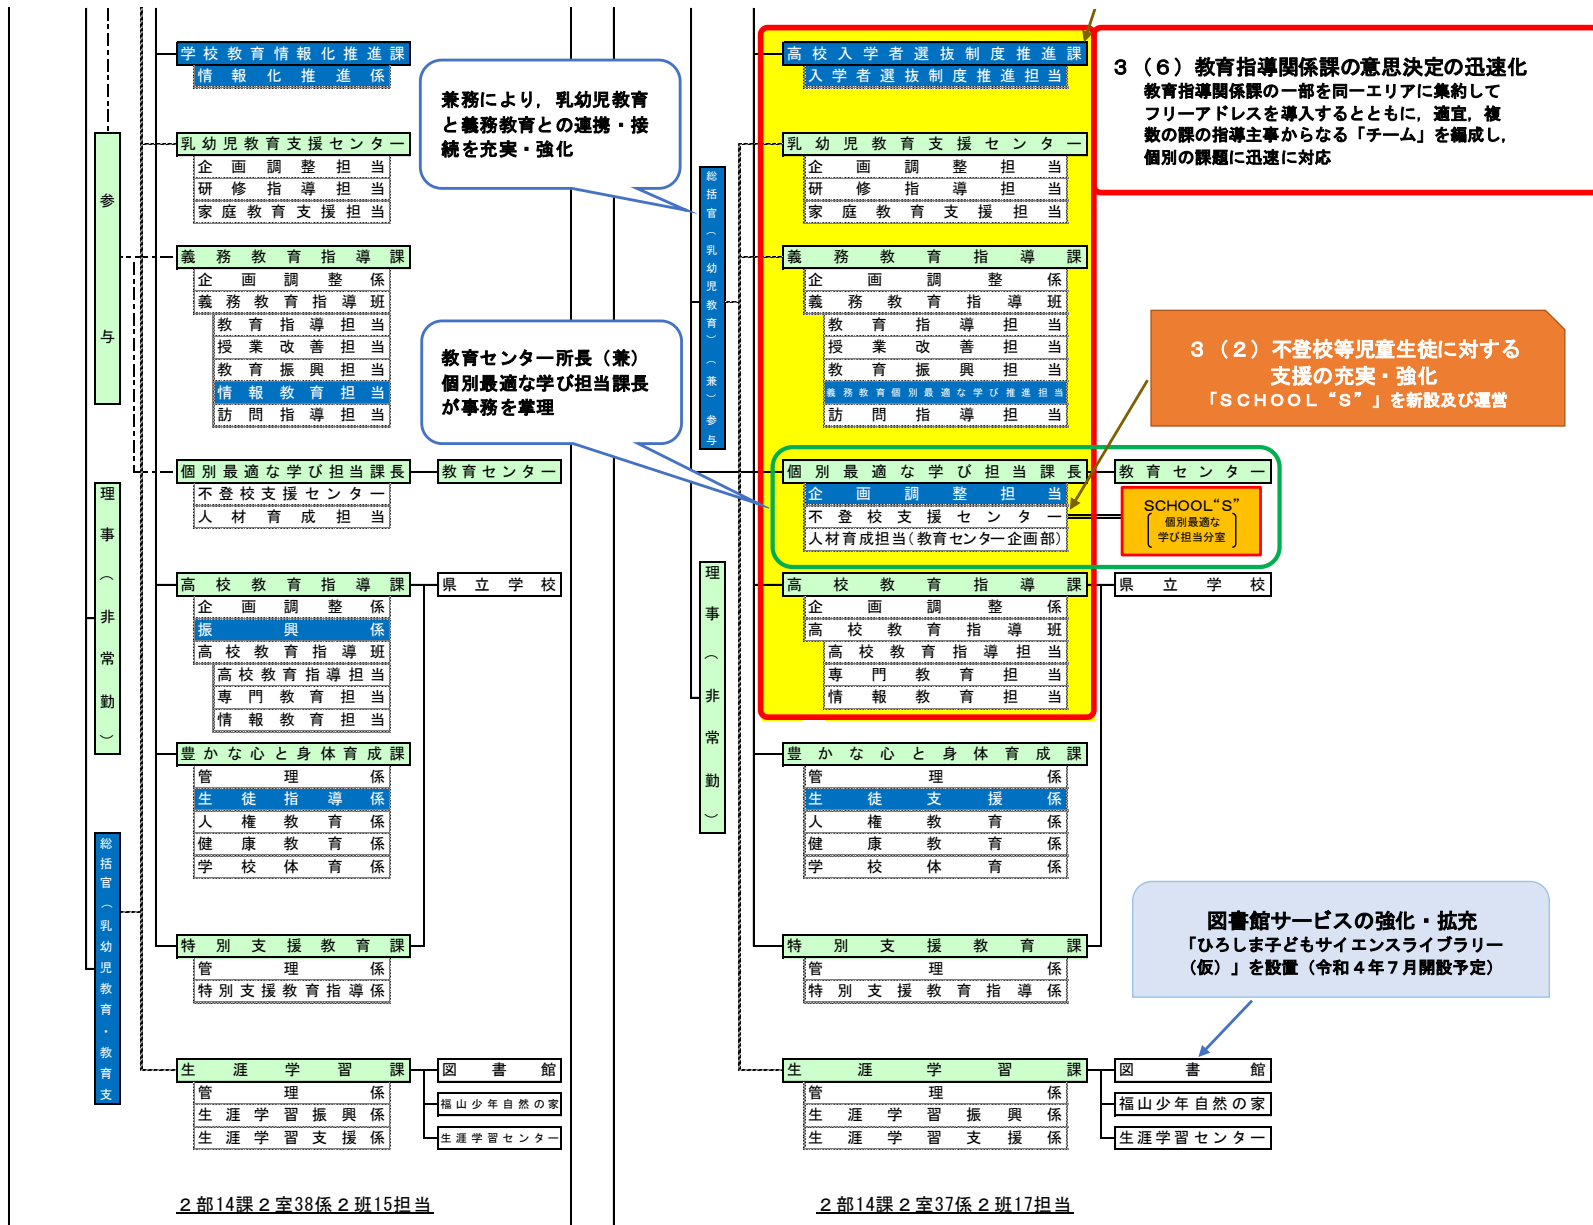 学校教育情報化推進課
情報化推進係
乳幼児教育支援センター
企画調整担当
研修指導担当
家庭教育支援担当
義務教育指導課
企画調整係
義務教育指導班
教育指導担当
授業改善担当
教育振興担当
情報教育担当
訪問指導担当
個別最適な学び担当課長
教育センター
不登校支援センター
人材育成担当
高校教育指導課
県立学校
企画調整係
振興係
高校教育指導班
高校教育指導担当
専門教育担当
情報教育担当
豊かな心と身体育成課
管理係
生徒指導係
人権教育係
健康教育係
学校体育係
特別支援教育課
管理係
特別支援教育指導係
生涯学習課
図書館
管理係
福山少年自然の家
生涯学習振興係
生涯学習支援係
生涯学習センター
参与
理事（非常勤）
総括官（乳幼児教育・教育支
２部14課２室38係２班15担当
兼務により，乳幼児教育
と義務教育との連携・接
続を充実・強化
教育センター所長（兼）
個別最適な学び担当課長
が事務を掌理
総括官（乳幼児教育）（兼）参与
理事（非常勤）
高校入学者選抜制度推進課
入学者選抜制度推進担当
乳幼児教育支援センター
企画調整担当
研修指導担当
家庭教育支援担当
義務教育指導課
企画調整係
義務教育指導班
教育指導担当
授業改善担当
教育振興担当
義務教育個別最適な学び推進担当
訪問指導担当
個別最適な学び担当課長
教育センター
企画調整担当
不登校支援センター
人材育成担当（教育センター企画部）
SCHOOL“S”
個別最適な
学び担当分室
高校教育指導課
県立学校
企画調整係
高校教育指導班
高校教育指導担当
専門教育担当
情報教育担当
豊かな心と身体育成課
管理係
生徒支援係
人権教育係
健康教育係
学校体育係
特別支援教育課
管理係
特別支援教育指導係
生涯学習課
図書館
管理係
福山少年自然の家
生涯学習振興係
生涯学習支援係
生涯学習センター
２部14課２室37係２班17担当
３（６）教育指導関係課の意思決定の迅速化
教育指導関係課の一部を同一エリアに集約して
フリーアドレスを導入するとともに，適宜，複
数の課の指導主事からなる「チーム」を編成し，
個別の課題に迅速に対応
３（２）不登校等児童生徒に対する
支援の充実・強化
「ＳＣＨＯＯＬ“Ｓ”」を新設及び運営
図書館サービスの強化・拡充
「ひろしま子どもサイエンスライブラリー
（仮）」を設置（令和４年７月開設予定）